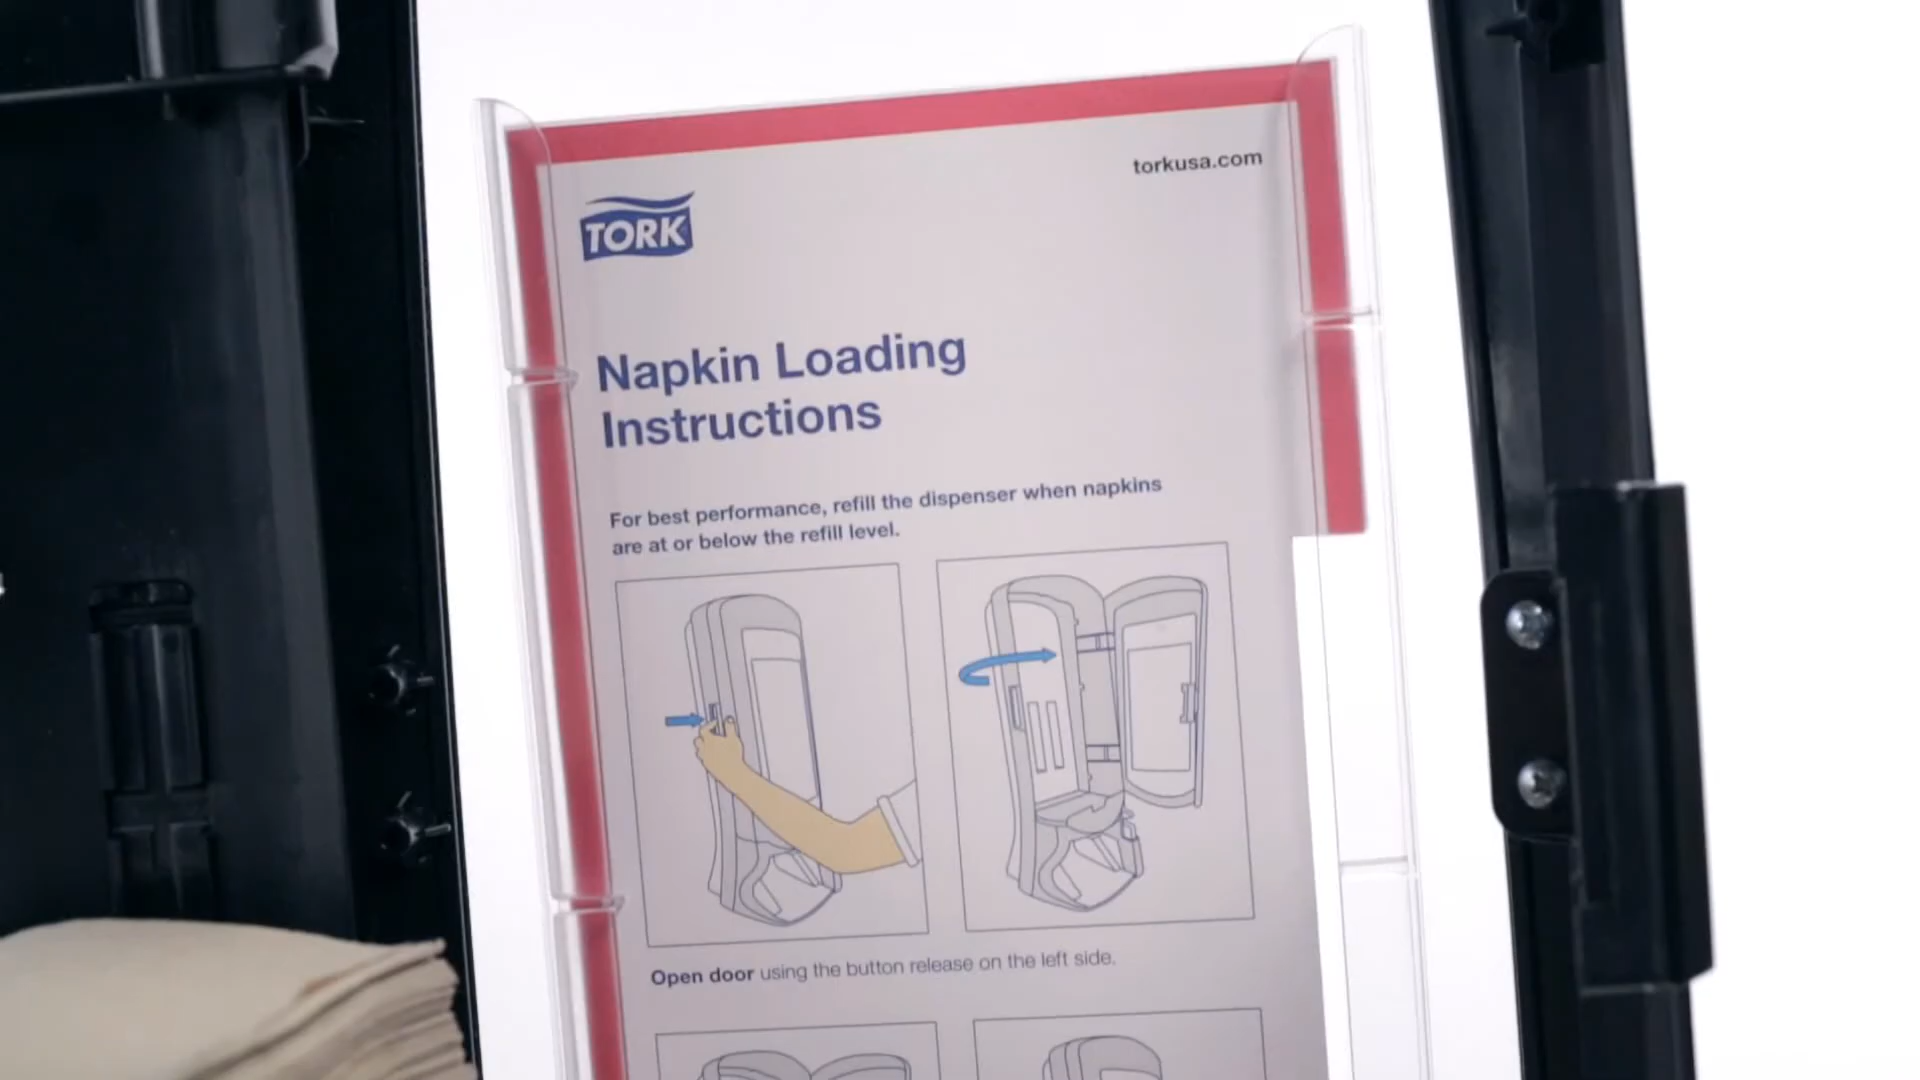 torkusa.com
TORK
Napkin Loading
Instructions
For best performance, refill the dispenser when napkins
are at or below the refill level.
Open door using the button release on the left side.